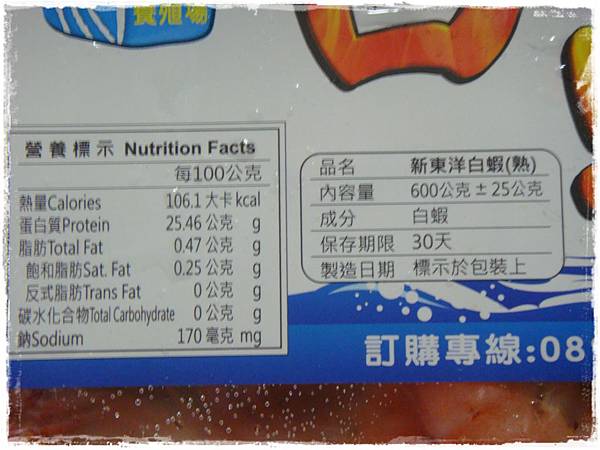 養殖場
營養標示 Nutrition Facts
每100公克
熱量Calories 106.1 大卡 kcal
蛋白質Protein 25.46 公克 g
脂肪Total Fat 0.47 公克 g
飽和脂肪Sat. Fat 0.25 公克 g
反式脂肪Trans Fat 0 公克 g
碳水化合物Total Carbohydrate 0 公克 g
鈉Sodium 170 毫克 mg
品名 新東洋白蝦(熟)
內容量 600公克±25公克
成分 白蝦
保存期限 30天
製造日期 標示於包裝上
訂購專線:08